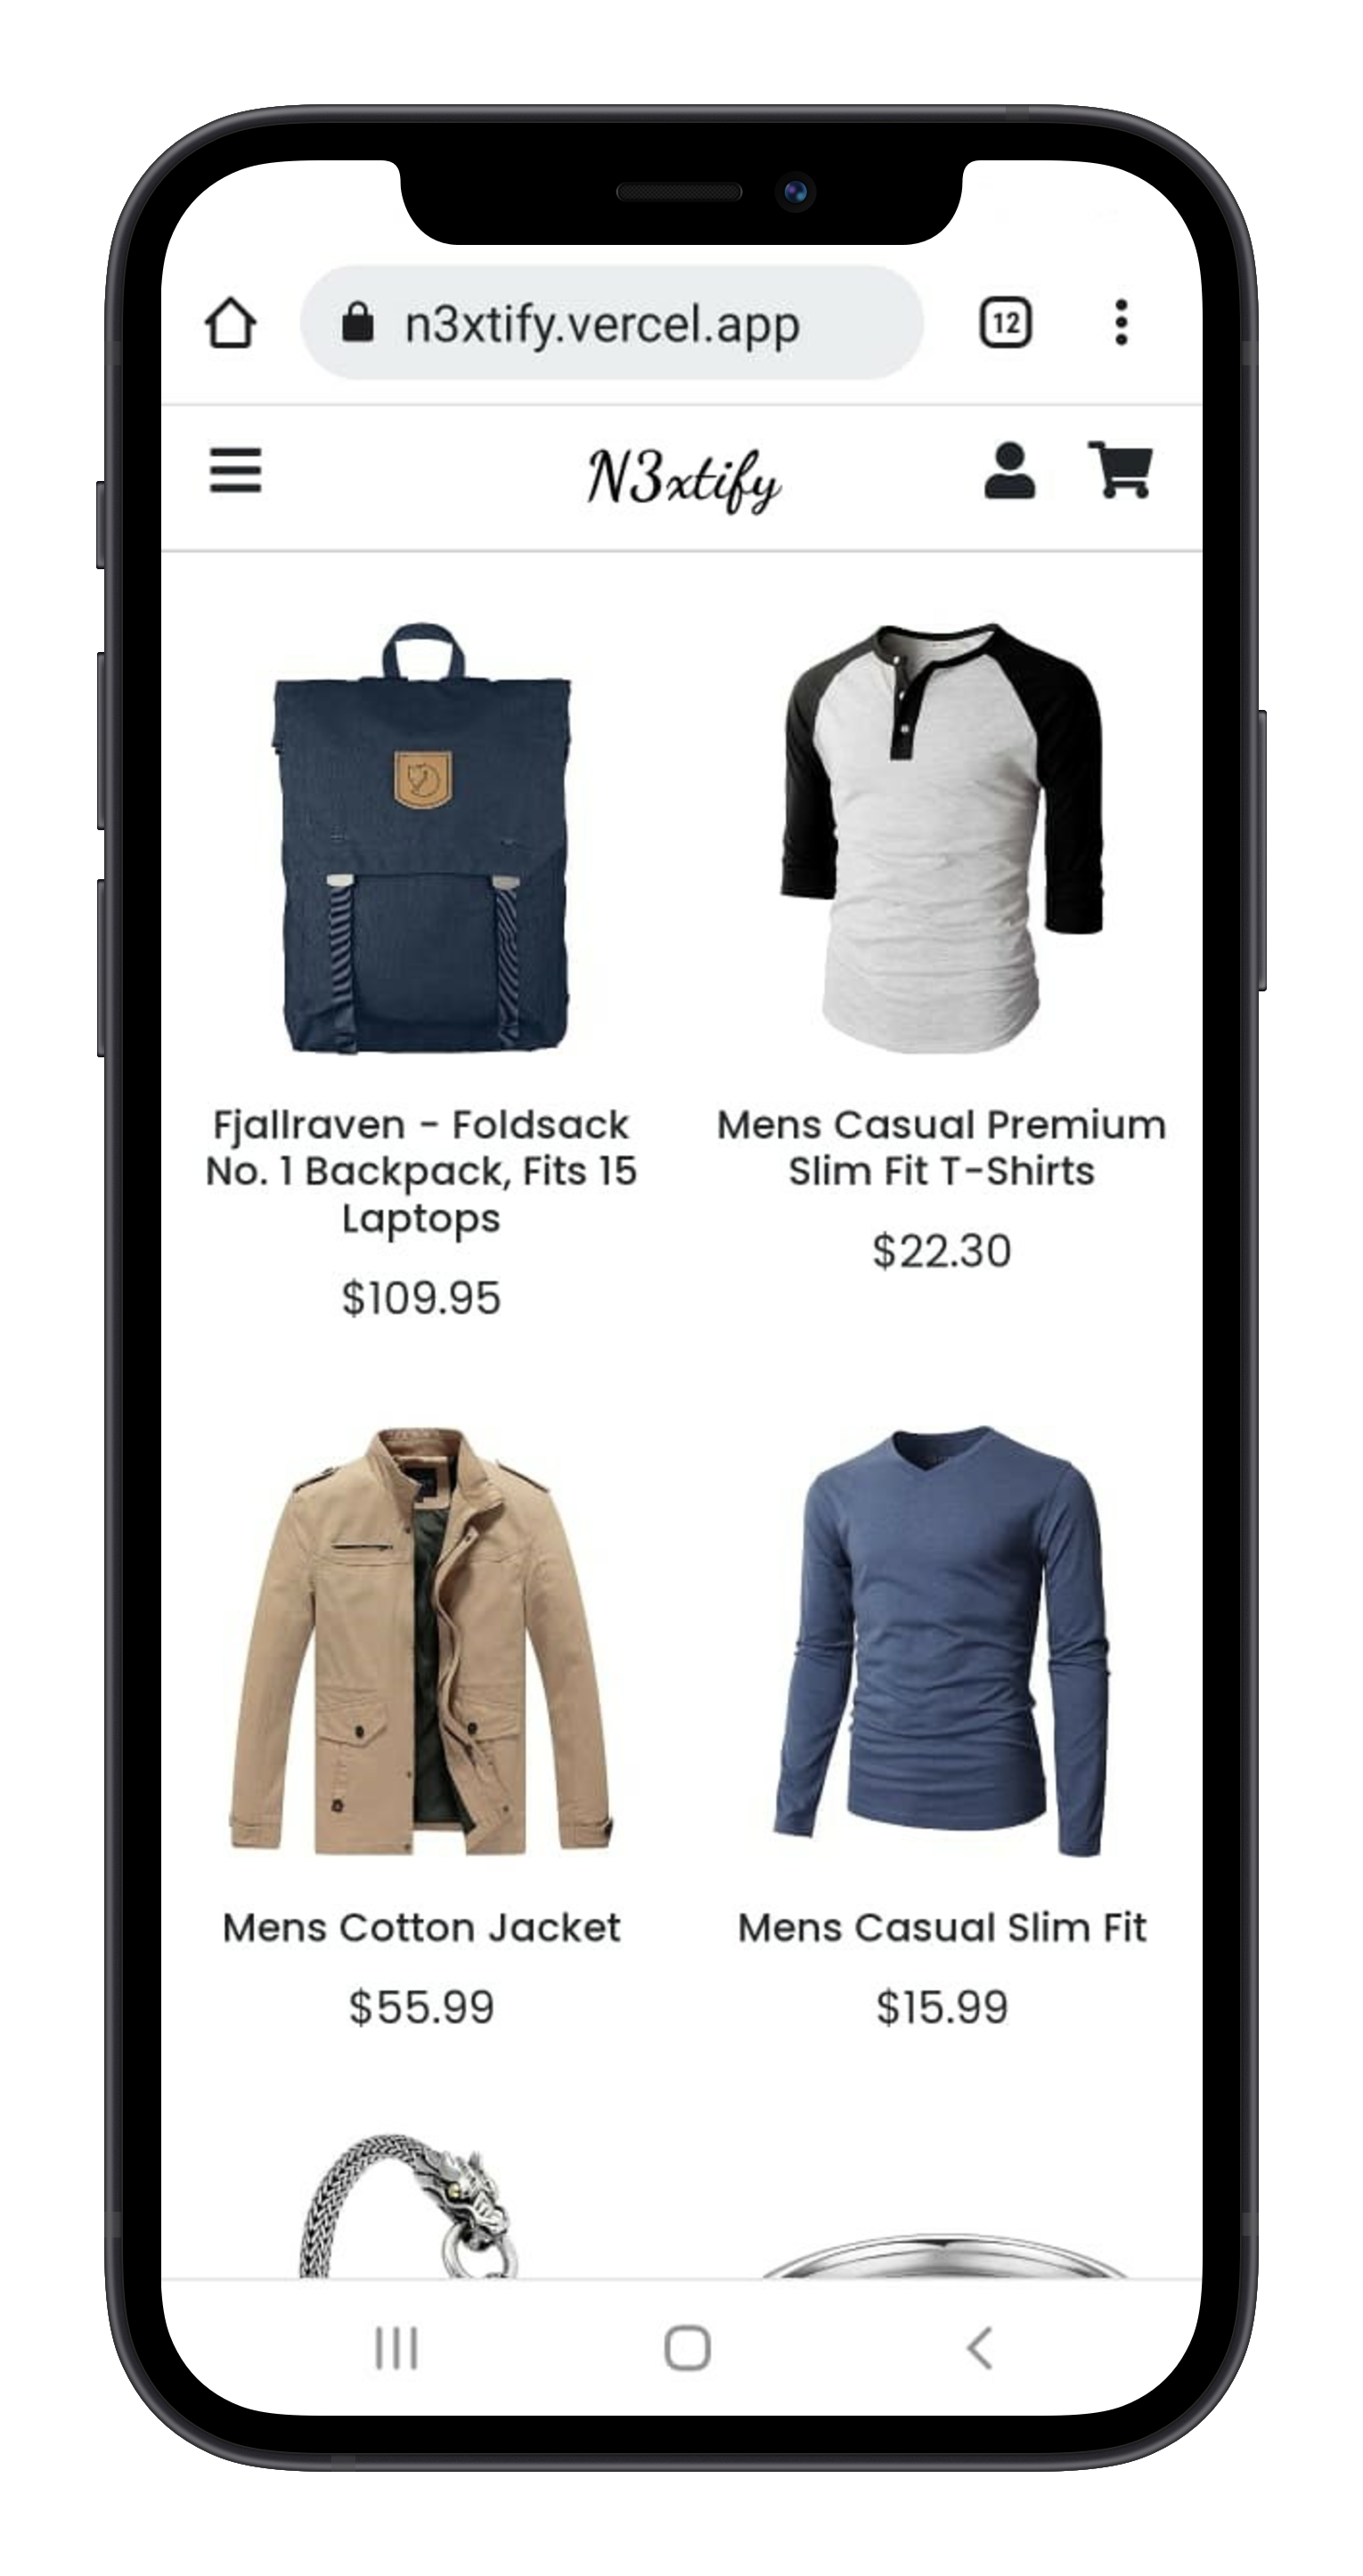 n3xtify.vercel.app
12
N3xtify
Fjallraven - Foldsack
No. 1 Backpack, Fits 15
Laptops
$109.95
Mens Casual Premium
Slim Fit T-Shirts
$22.30
Mens Cotton Jacket
$55.99
Mens Casual Slim Fit
$15.99